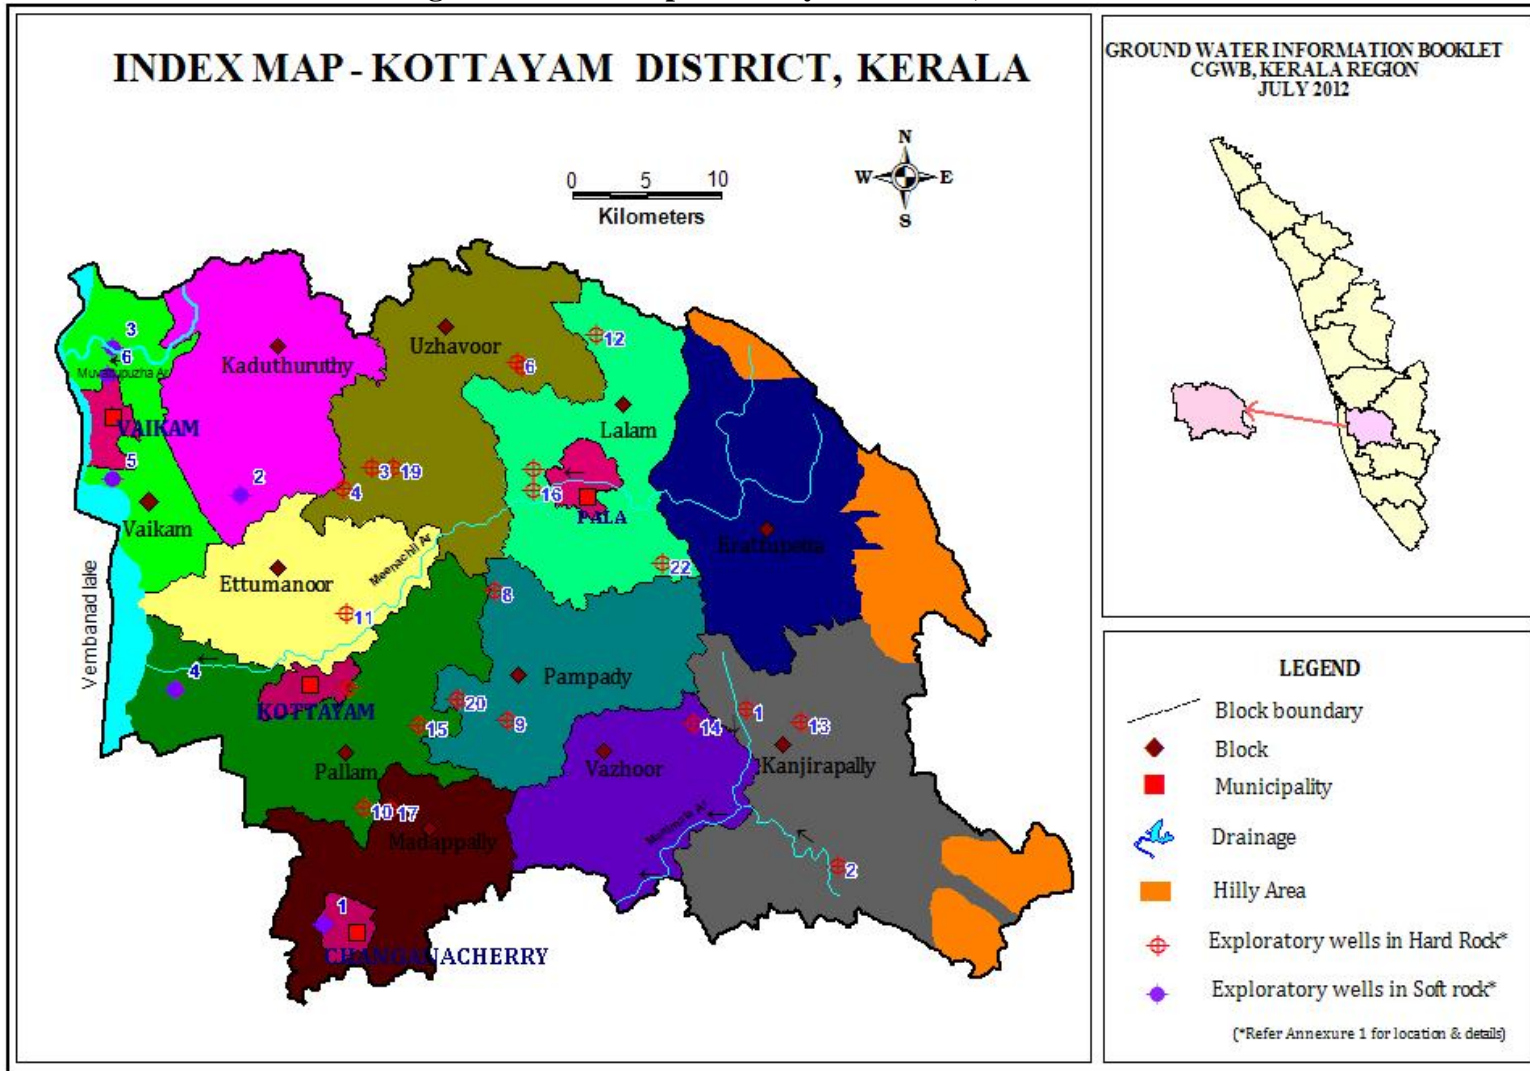 INDEX MAP - KOTTAYAM DISTRICT, KERALA
N
W E
S
0 5 10
Kilometers
3
6
Muvattupuzha Ar
VAIKAM
5
Vaikam
Vembanad lake
Kaduthuruthy
2
Uzhavoor
6
12
Lalam
3
19
4
16
PALA
Erathupetta
22
Ettumanoor
Meenachil Ar
11
8
4
KOTTAYAM
20
Pampady
15
9
14
1
13
Pallam
Vazhoor
Kanjirapally
10
17
Madappally
2
1
CHANGANACHERRY
GROUND WATER INFORMATION BOOKLET
CGWB, KERALA REGION
JULY 2012
LEGEND
Block boundary
Block
Municipality
Drainage
Hilly Area
Exploratory wells in Hard Rock*
Exploratory wells in Soft rock*
(*Refer Annexure 1 for location & details)